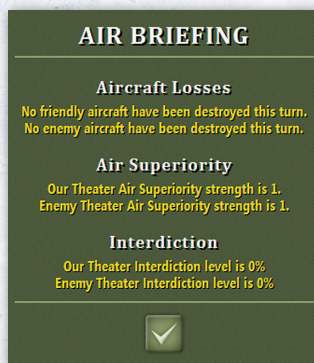 AIR BRIEFING
Aircraft Losses
No friendly aircraft have been destroyed this turn.
No enemy aircraft have been destroyed this turn.
Air Superiority
Our Theater Air Superiority strength is 1.
Enemy Theater Air Superiority strength is 1.
Interdiction
Our Theater Interdiction level is 0%
Enemy Theater Interdiction level is 0%